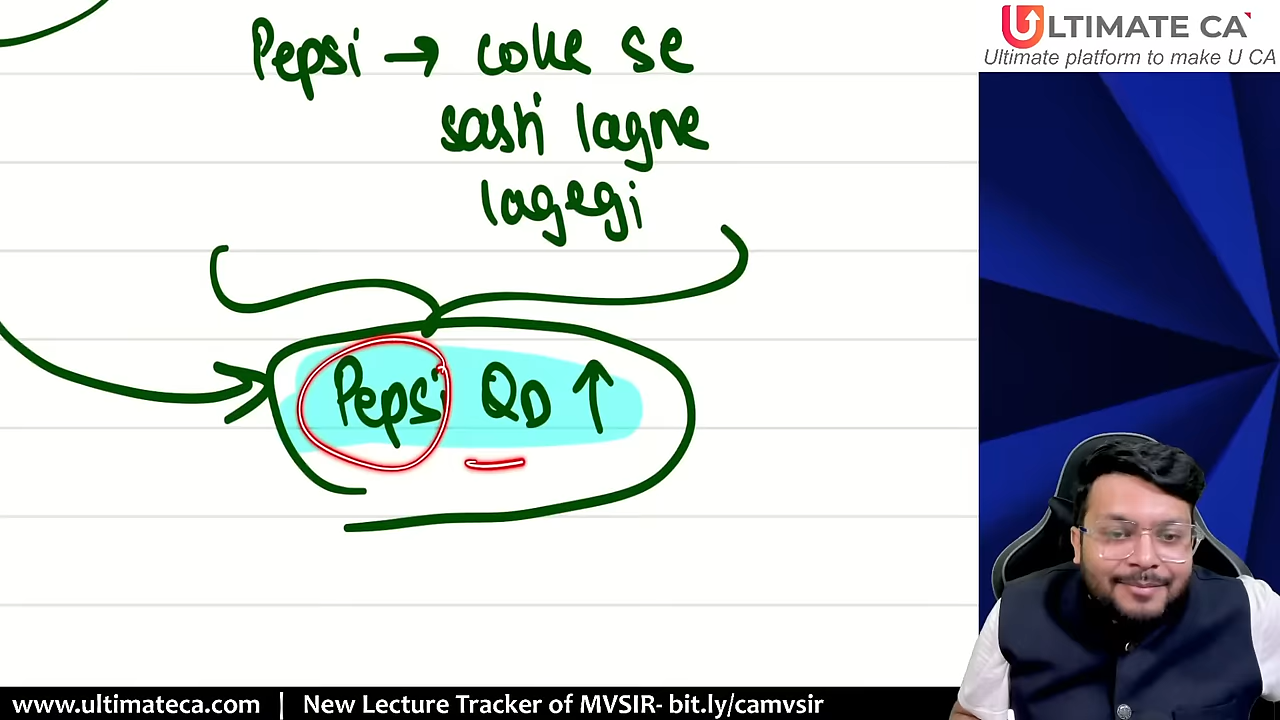 Pepsi → coke se
sasti lagne
lagegi
Pepsi QD ↑
ULTIMATE CA
Ultimate platform to make U CA
www.ultimateca.com | New Lecture Tracker of MVSIR- bit.ly/camvsir